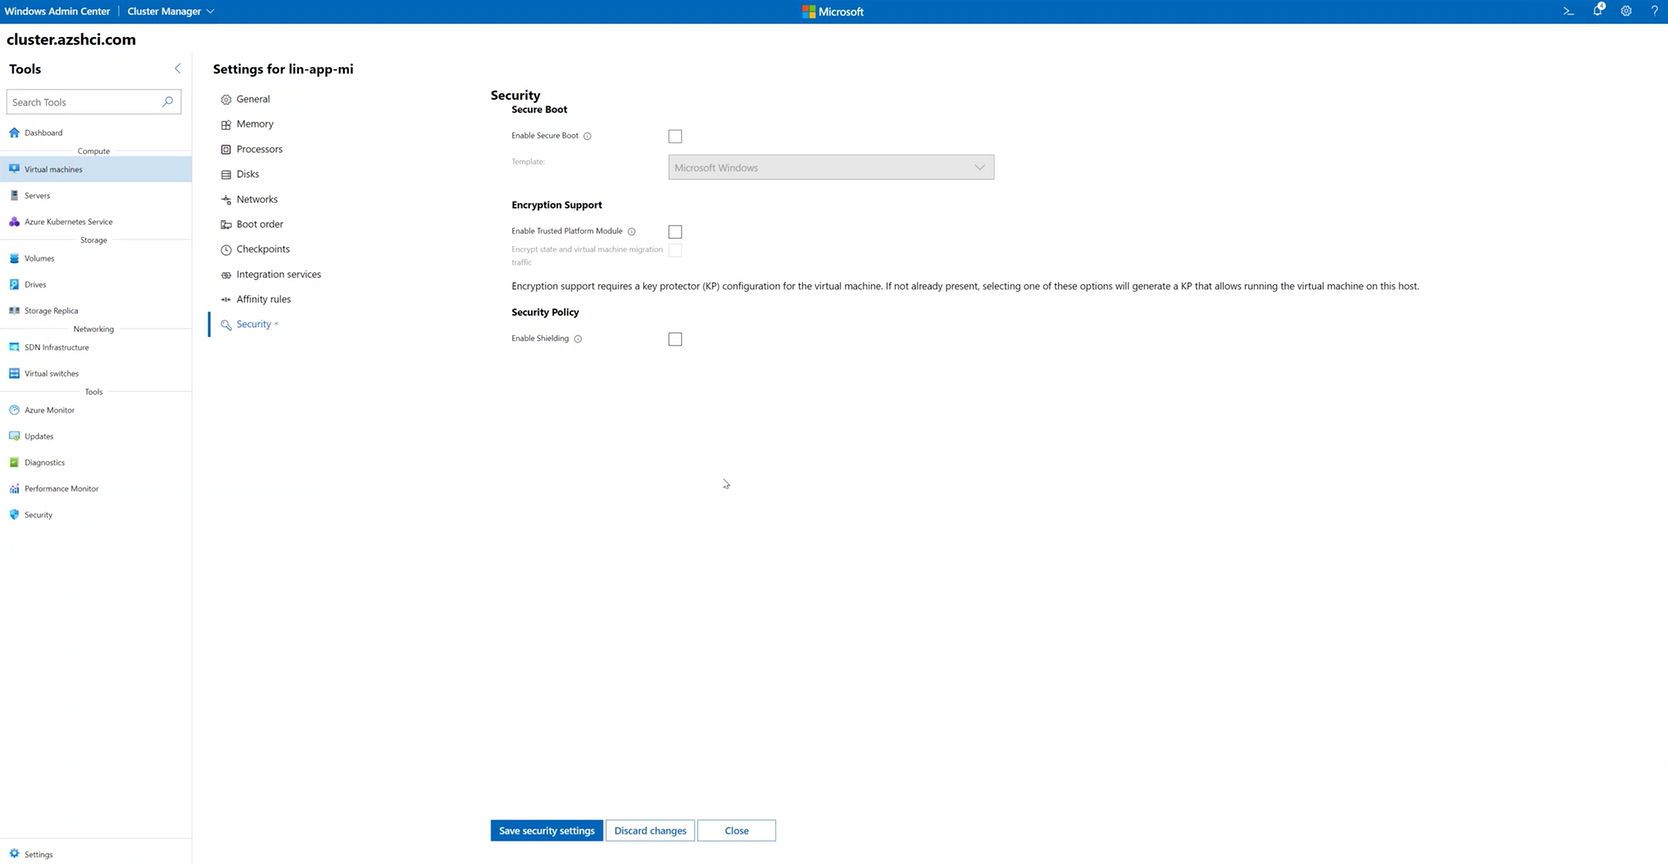 Windows Admin Center | Cluster Manager
Microsoft
4
?
cluster.azshci.com
Tools
Search Tools
Dashboard
Compute
Virtual machines
Servers
Azure Kubernetes Service
Storage
Volumes
Drives
Storage Replica
Networking
SDN Infrastructure
Virtual switches
Tools
Azure Monitor
Updates
Diagnostics
Performance Monitor
Security
Settings
Settings for lin-app-mi
General
Memory
Processors
Disks
Networks
Boot order
Checkpoints
Integration services
Affinity rules
Security *
Security
Secure Boot
Enable Secure Boot
Template:
Microsoft Windows
Encryption Support
Enable Trusted Platform Module
Encrypt state and virtual machine migration
traffic
Encryption support requires a key protector (KP) configuration for the virtual machine. If not already present, selecting one of these options will generate a KP that allows running the virtual machine on this host.
Security Policy
Enable Shielding
Save security settings
Discard changes
Close